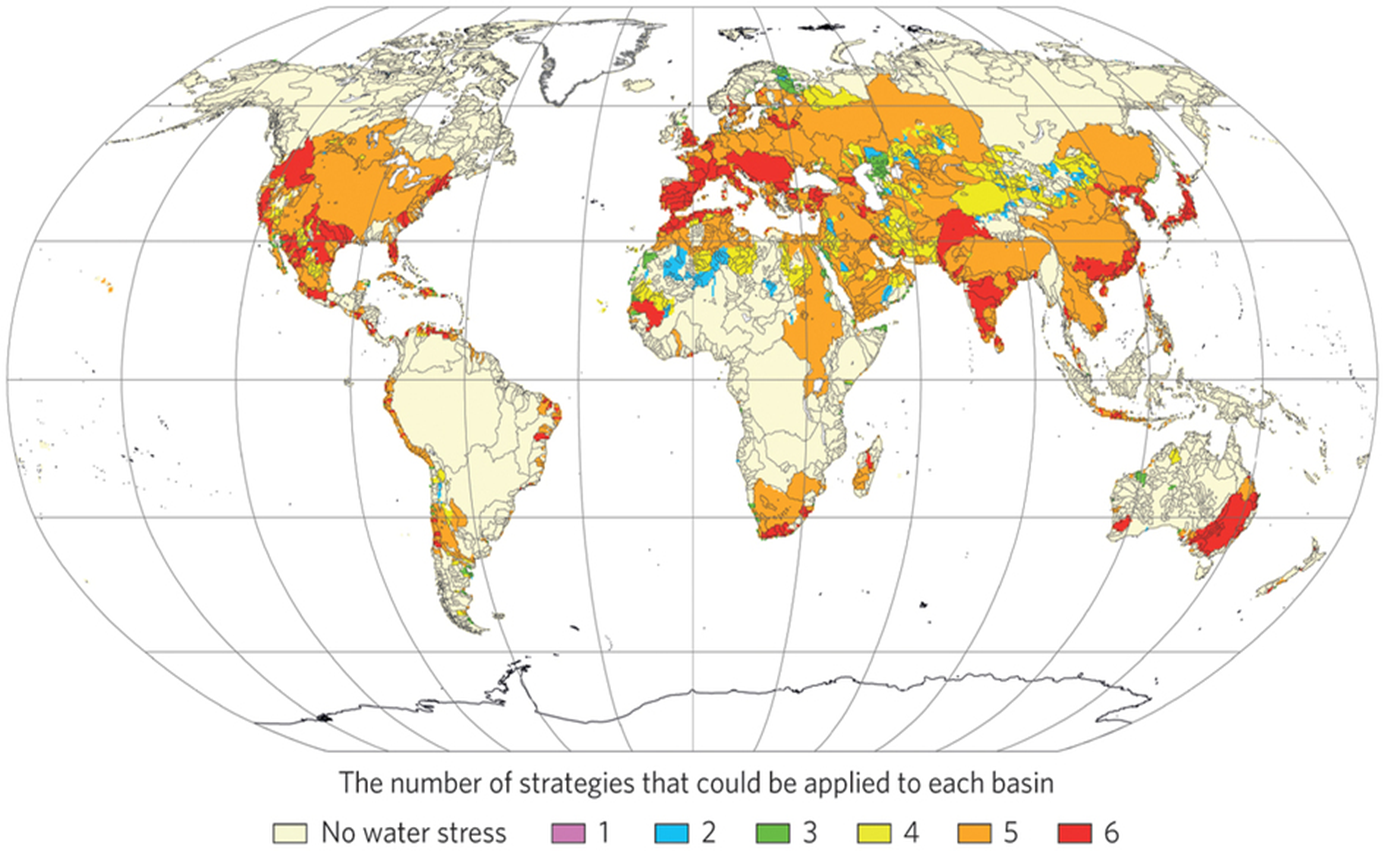 The number of strategies that could be applied to each basin
No water stress 1 2 3 4 5 6